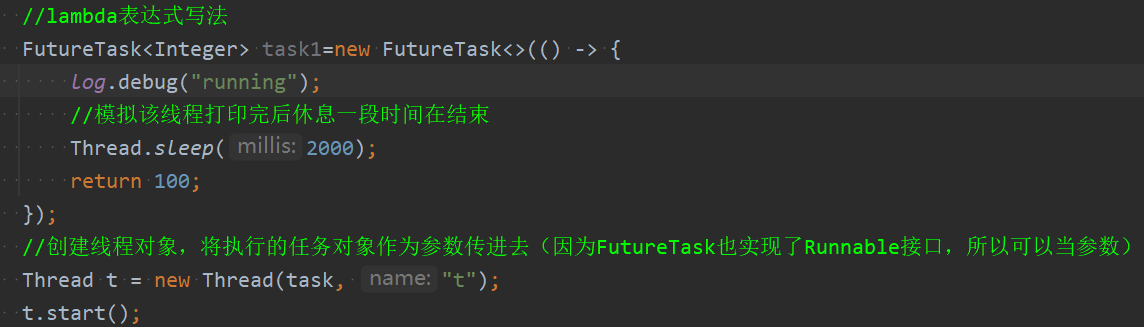 //lambda表达式写法
FutureTask<Integer> task1=new FutureTask<>(() -> {
log.debug("running");
//模拟该线程打印完后休息一段时间在结束
Thread.sleep( millis: 2000);
return 100;
});
//创建线程对象，将执行的任务对象作为参数传进去（因为FutureTask也实现了Runnable接口，所以可以当参数）
Thread t = new Thread(task, name: "t");
t.start();